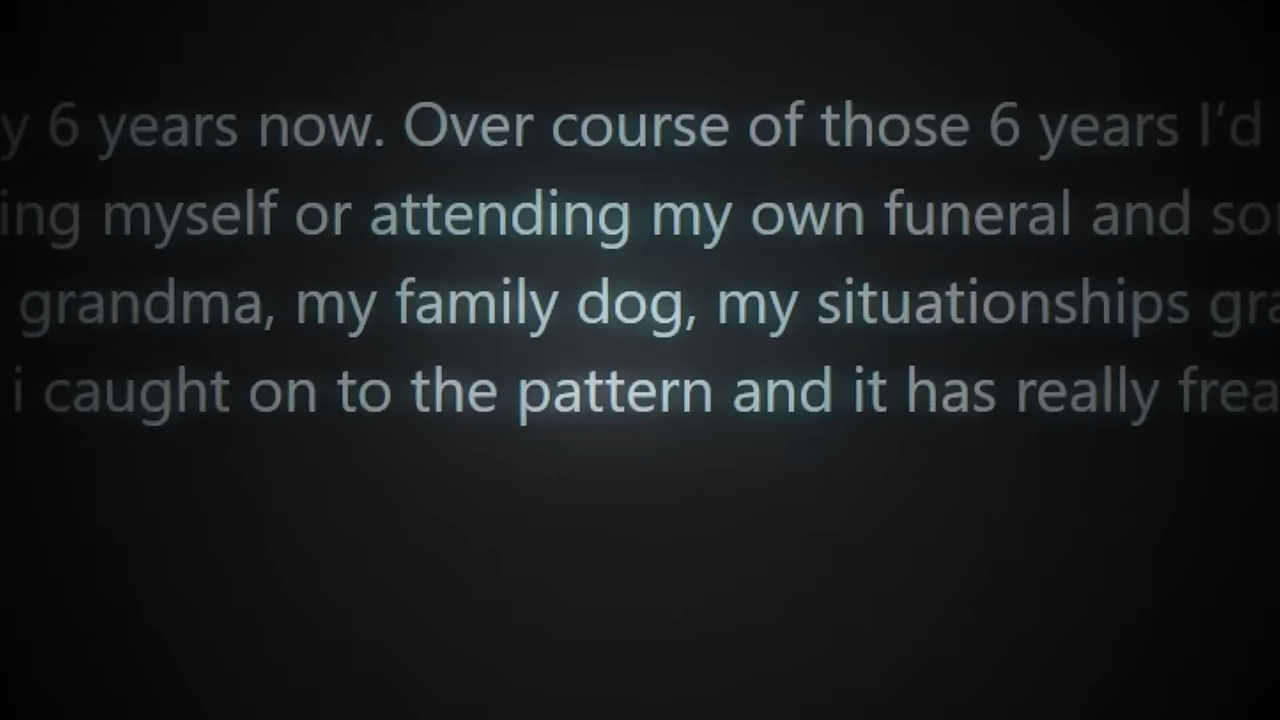 y 6 years now. Over course of those 6 years I'd
ing myself or attending my own funeral and
grandma, my family dog, my situationships
i caught on to the pattern and it has really